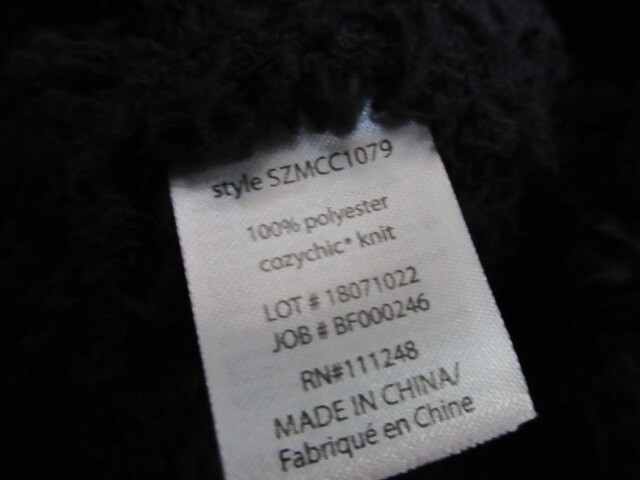 style SZMCC1079
100% polyester
cozychic® knit
LOT # 18071022
JOB # BF000246
RN#111248
MADE IN CHINA/
Fabriqué en Chine